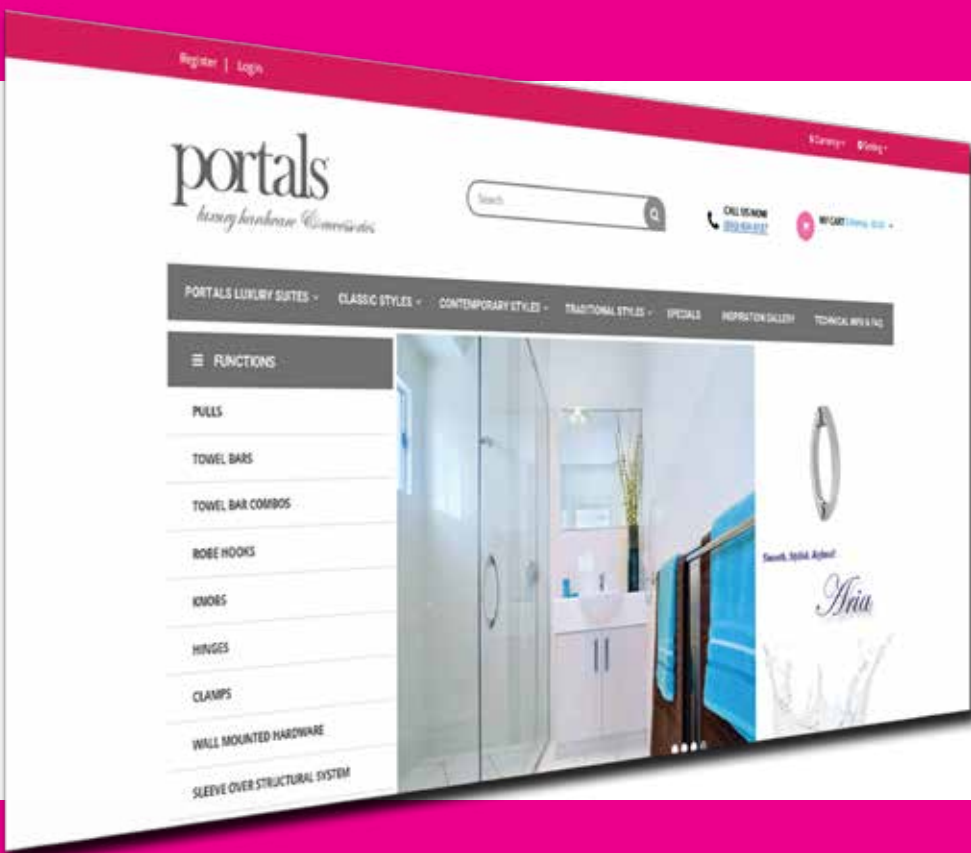 Register | Login
Currency Setting
portals
luxury hardware & accessories
Search
CALL US NOW
MY CART
PORTALS LUXURY SUITES CLASSIC STYLES CONTEMPORARY STYLES TRADITIONAL STYLES SPECIALS INSPIRATION GALLERY TECHNICAL INFO & FAQ
FUNCTIONS
PULLS
TOWEL BARS
TOWEL BAR COMBOS
ROBE HOOKS
KNOBS
HINGES
CLAMPS
WALL MOUNTED HARDWARE
SLEEVE OVER STRUCTURAL SYSTEM
Smooth, Stylish, Refined!
Aria